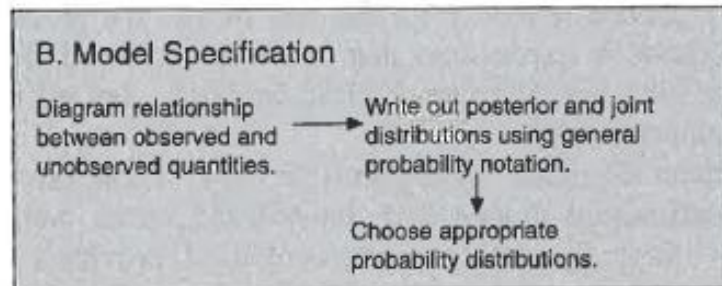 B. Model Specification
Diagram relationship
between observed and
unobserved quantities.
Write out posterior and joint
distributions using general
probability notation.
Choose appropriate
probability distributions.